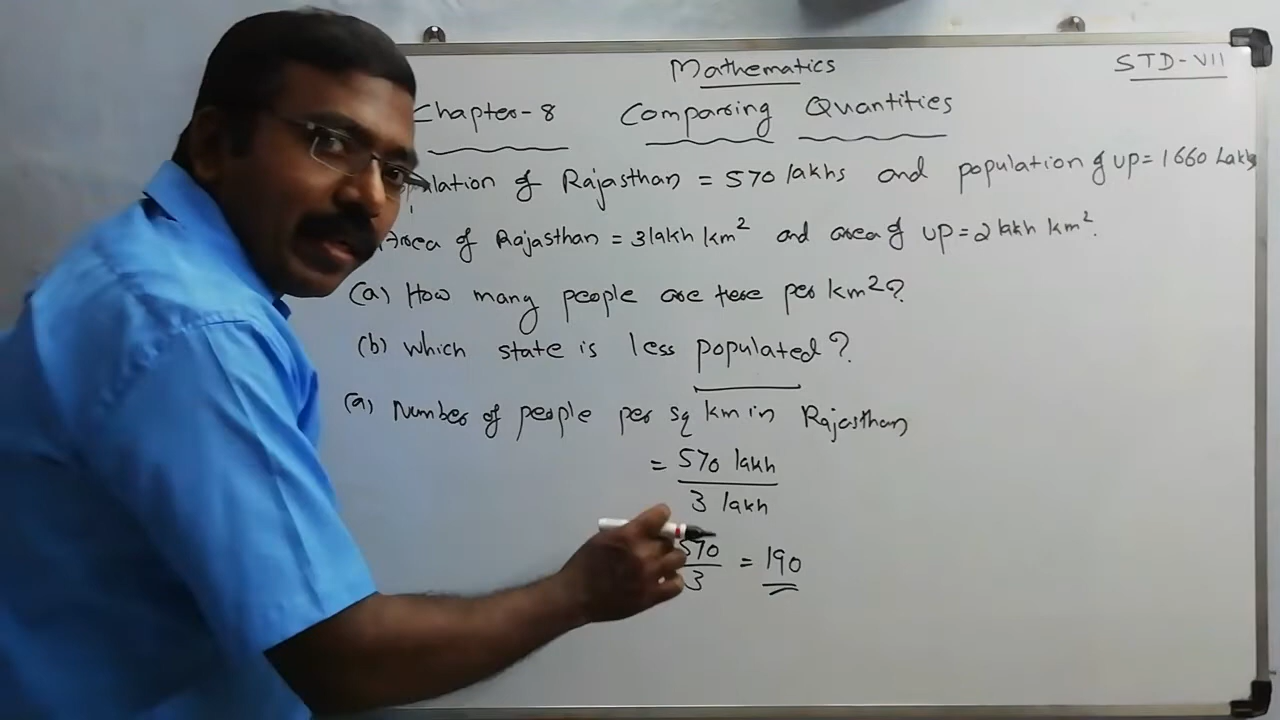 Mathematics
STD-VII
Chapter-8 Comparing Quantities
of Rajasthan = 570 lakhs and population of UP = 1660 Lakhs
Area of Rajasthan = 3 lakh km² and area of UP = 2 lakh km².
(a) How many people are tere per km²?
(b) Which state is less populated?
(a) Number of people per sq km in Rajasthan
= 570 lakh
3 lakh
570
3
= 190